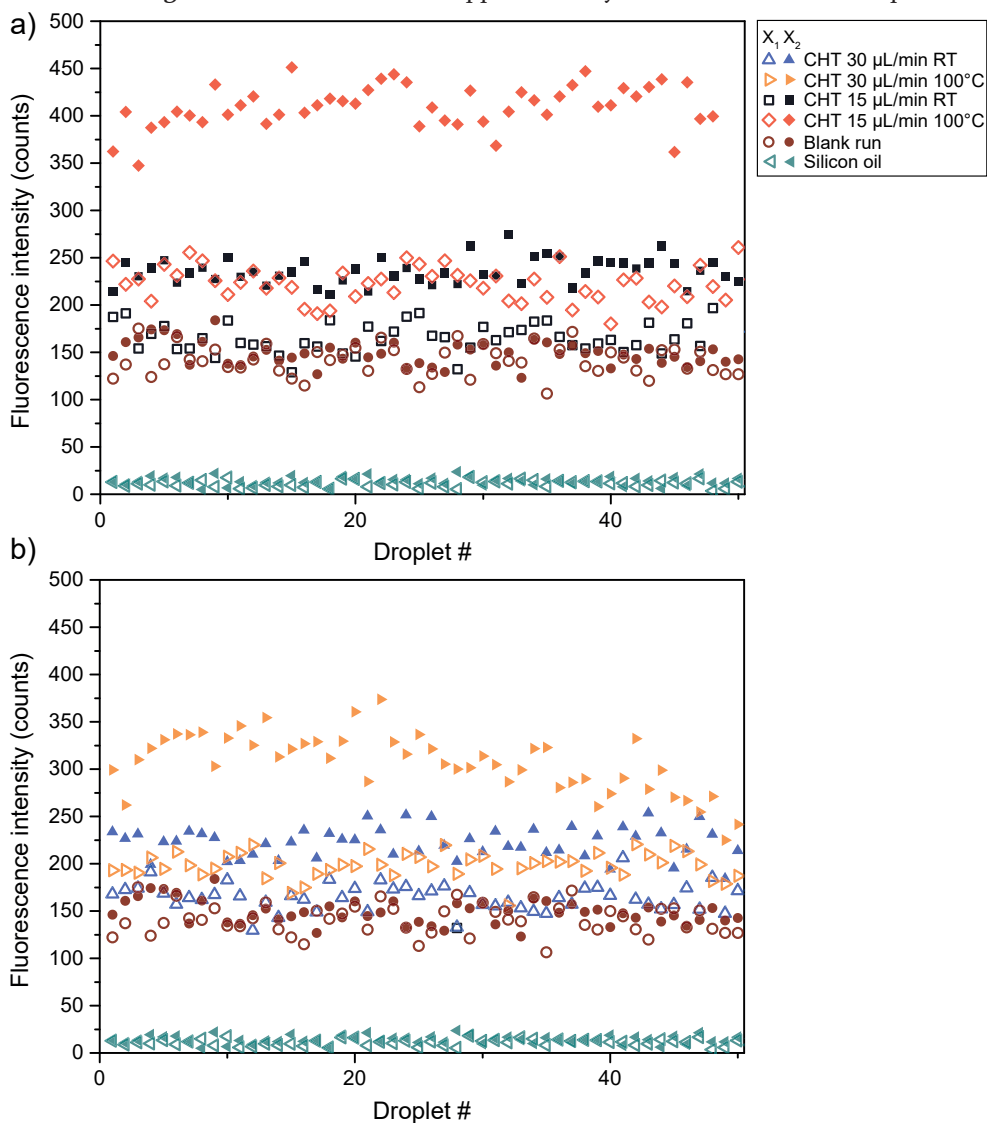 a)
Fluorescence intensity (counts)
500
450
400
350
300
250
200
150
100
50
0
0 20 40
Droplet #
X1 X2
CHT 30 µL/min RT
CHT 30 µL/min 100°C
CHT 15 µL/min RT
CHT 15 µL/min 100°C
Blank run
Silicon oil
b)
Fluorescence intensity (counts)
500
450
400
350
300
250
200
150
100
50
0
0 20 40
Droplet #